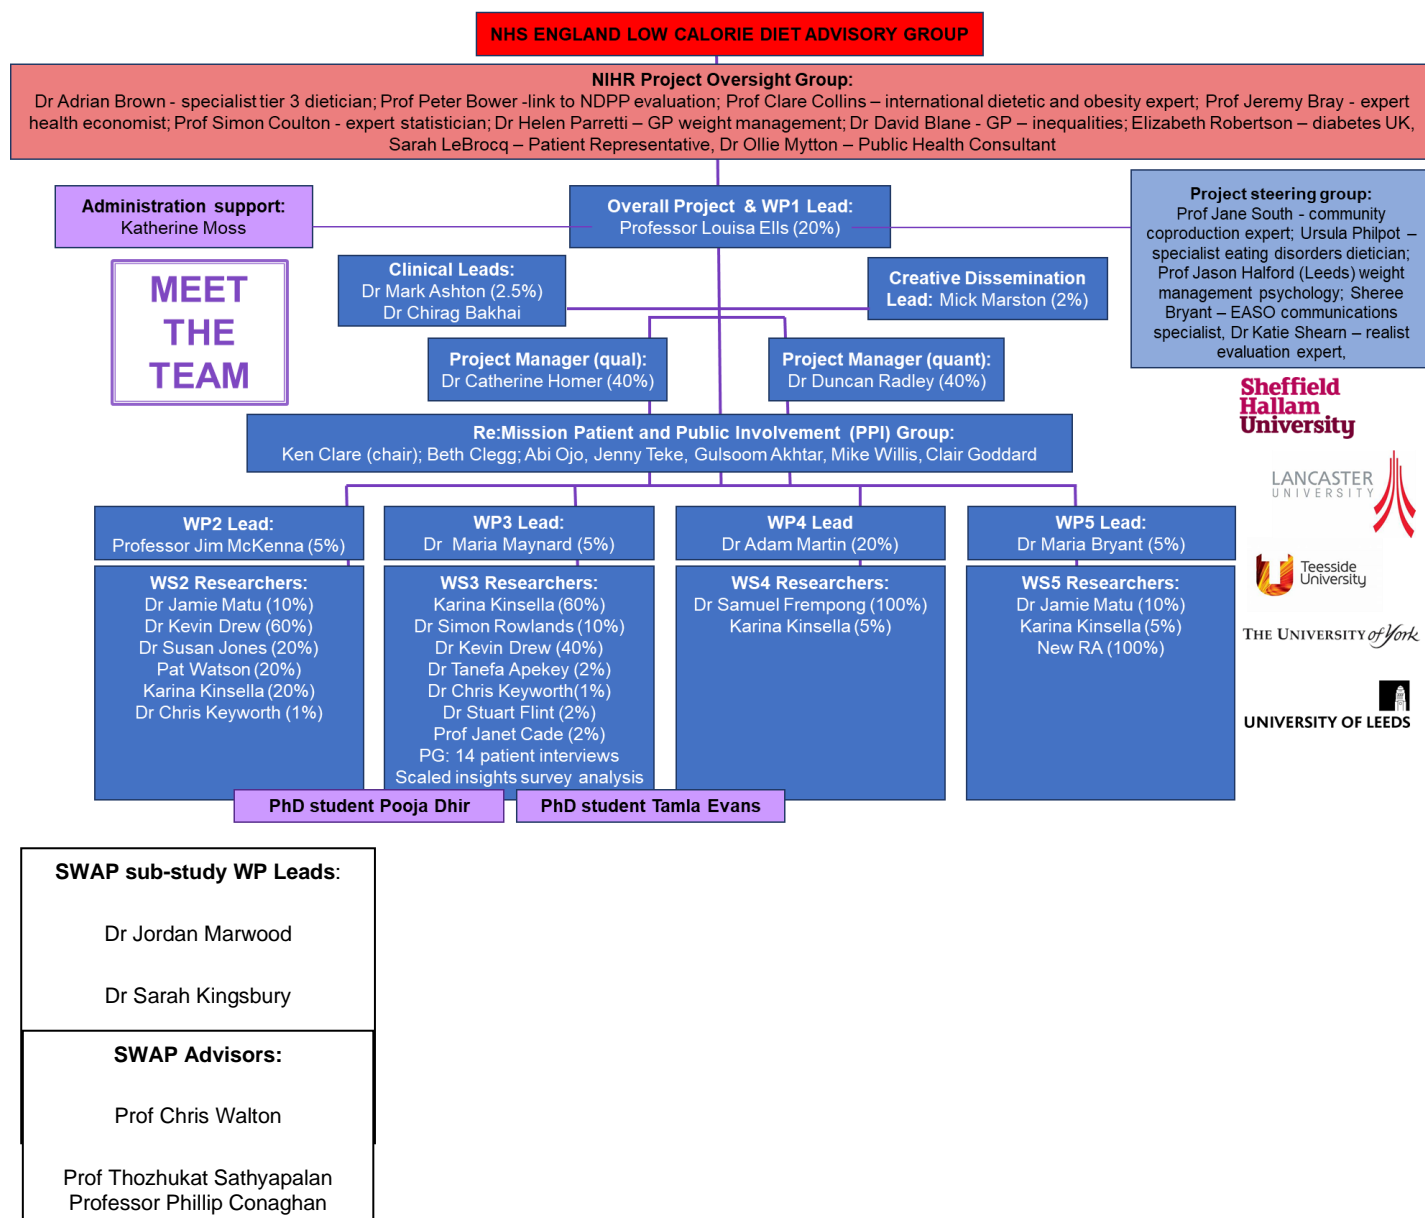 NHS ENGLAND LOW CALORIE DIET ADVISORY GROUP
NIHR Project Oversight Group:
Dr Adrian Brown - specialist tier 3 dietician; Prof Peter Bower -link to NDPP evaluation; Prof Clare Collins – international dietetic and obesity expert; Prof Jeremy Bray - expert
health economist; Prof Simon Coulton - expert statistician; Dr Helen Parretti – GP weight management; Dr David Blane - GP – inequalities; Elizabeth Robertson – diabetes UK,
Sarah LeBrocq – Patient Representative, Dr Ollie Mytton – Public Health Consultant
Administration support:
Katherine Moss
Overall Project & WP1 Lead:
Professor Louisa Ells (20%)
Project steering group:
Prof Jane South - community
coproduction expert; Ursula Philpot –
specialist eating disorders dietician;
Prof Jason Halford (Leeds) weight
management psychology; Sheree
Bryant – EASO communications
specialist, Dr Katie Shearn – realist
evaluation expert,
MEET
THE
TEAM
Clinical Leads:
Dr Mark Ashton (2.5%)
Dr Chirag Bakhai
Creative Dissemination
Lead: Mick Marston (2%)
Project Manager (qual):
Dr Catherine Homer (40%)
Project Manager (quant):
Dr Duncan Radley (40%)
Re:Mission Patient and Public Involvement (PPI) Group:
Ken Clare (chair); Beth Clegg; Abi Ojo, Jenny Teke, Gulsoom Akhtar, Mike Willis, Clair Goddard
WP2 Lead:
Professor Jim McKenna (5%)
WP3 Lead:
Dr Maria Maynard (5%)
WP4 Lead
Dr Adam Martin (20%)
WP5 Lead:
Dr Maria Bryant (5%)
WS2 Researchers:
Dr Jamie Matu (10%)
Dr Kevin Drew (60%)
Dr Susan Jones (20%)
Pat Watson (20%)
Karina Kinsella (20%)
Dr Chris Keyworth (1%)
WS3 Researchers:
Karina Kinsella (60%)
Dr Simon Rowlands (10%)
Dr Kevin Drew (40%)
Dr Tanefa Apekey (2%)
Dr Chris Keyworth(1%)
Dr Stuart Flint (2%)
Prof Janet Cade (2%)
PG: 14 patient interviews
Scaled insights survey analysis
WS4 Researchers:
Dr Samuel Frempong (100%)
Karina Kinsella (5%)
WS5 Researchers:
Dr Jamie Matu (10%)
Karina Kinsella (5%)
New RA (100%)
PhD student Pooja Dhir
PhD student Tamla Evans
Sheffield
Hallam
University
LANCASTER
UNIVERSITY
Teesside
University
THE UNIVERSITY of York
UNIVERSITY OF LEEDS
SWAP sub-study WP Leads:
Dr Jordan Marwood
Dr Sarah Kingsbury
SWAP Advisors:
Prof Chris Walton
Prof Thozhukat Sathyapalan
Professor Phillip Conaghan